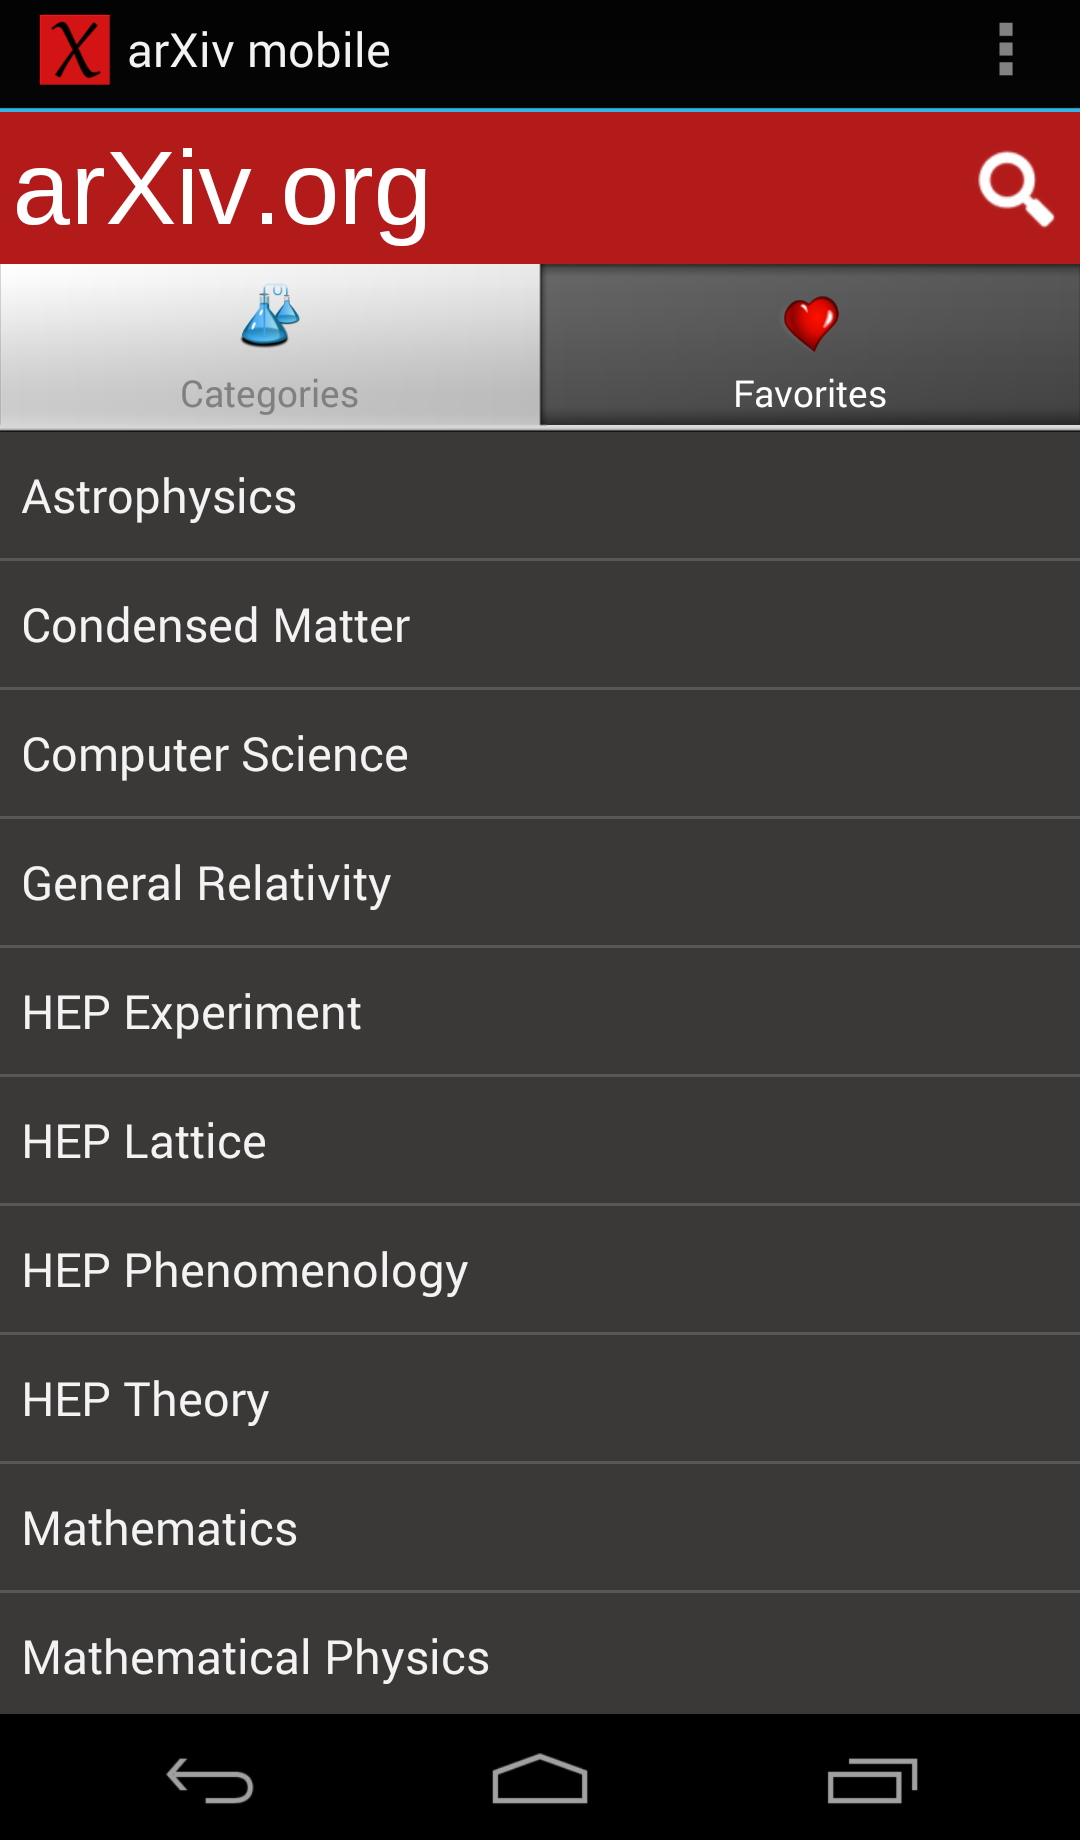 arXiv mobile
arXiv.org
Categories
Favorites
Astrophysics
Condensed Matter
Computer Science
General Relativity
HEP Experiment
HEP Lattice
HEP Phenomenology
HEP Theory
Mathematics
Mathematical Physics